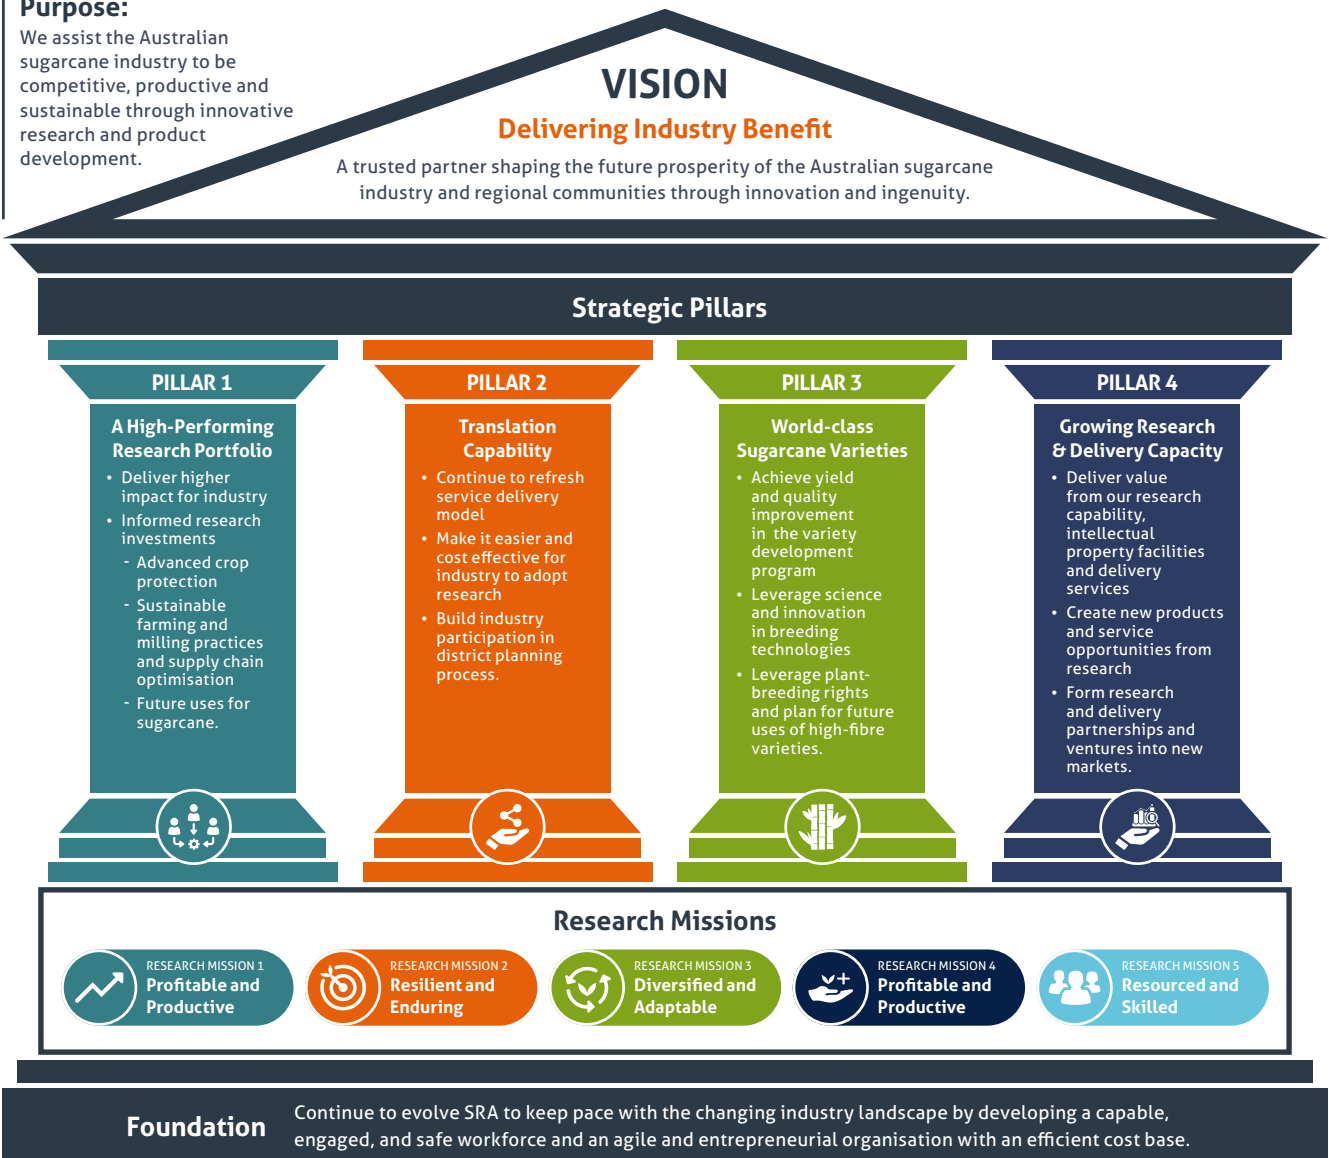 Purpose:
We assist the Australian
sugarcane industry to be
competitive, productive and
sustainable through innovative
research and product
development.
VISION
Delivering Industry Benefit
A trusted partner shaping the future prosperity of the Australian sugarcane
industry and regional communities through innovation and ingenuity.
Strategic Pillars
PILLAR 1
A High-Performing
Research Portfolio
• Deliver higher
impact for industry
• Informed research
investments
- Advanced crop
protection
- Sustainable
farming and
milling practices
and supply chain
optimisation
- Future uses for
sugarcane.
PILLAR 2
Translation
Capability
• Continue to refresh
service delivery
model
• Make it easier and
cost effective for
industry to adopt
research
• Build industry
participation in
district planning
process.
PILLAR 3
World-class
Sugarcane Varieties
• Achieve yield
and quality
improvement
in the variety
development
program
• Leverage science
and innovation
in breeding
technologies
• Leverage plant-
breeding rights
and plan for future
uses of high-fibre
varieties.
PILLAR 4
Growing Research
& Delivery Capacity
• Deliver value
from our research
capability,
intellectual
property facilities
and delivery
services
• Create new products
and service
opportunities from
research
• Form research
and delivery
partnerships and
ventures into new
markets.
Research Missions
RESEARCH MISSION 1
Profitable and
Productive
RESEARCH MISSION 2
Resilient and
Enduring
RESEARCH MISSION 3
Diversified and
Adaptable
RESEARCH MISSION 4
Profitable and
Productive
RESEARCH MISSION 5
Resourced and
Skilled
Foundation
Continue to evolve SRA to keep pace with the changing industry landscape by developing a capable,
engaged, and safe workforce and an agile and entrepreneurial organisation with an efficient cost base.